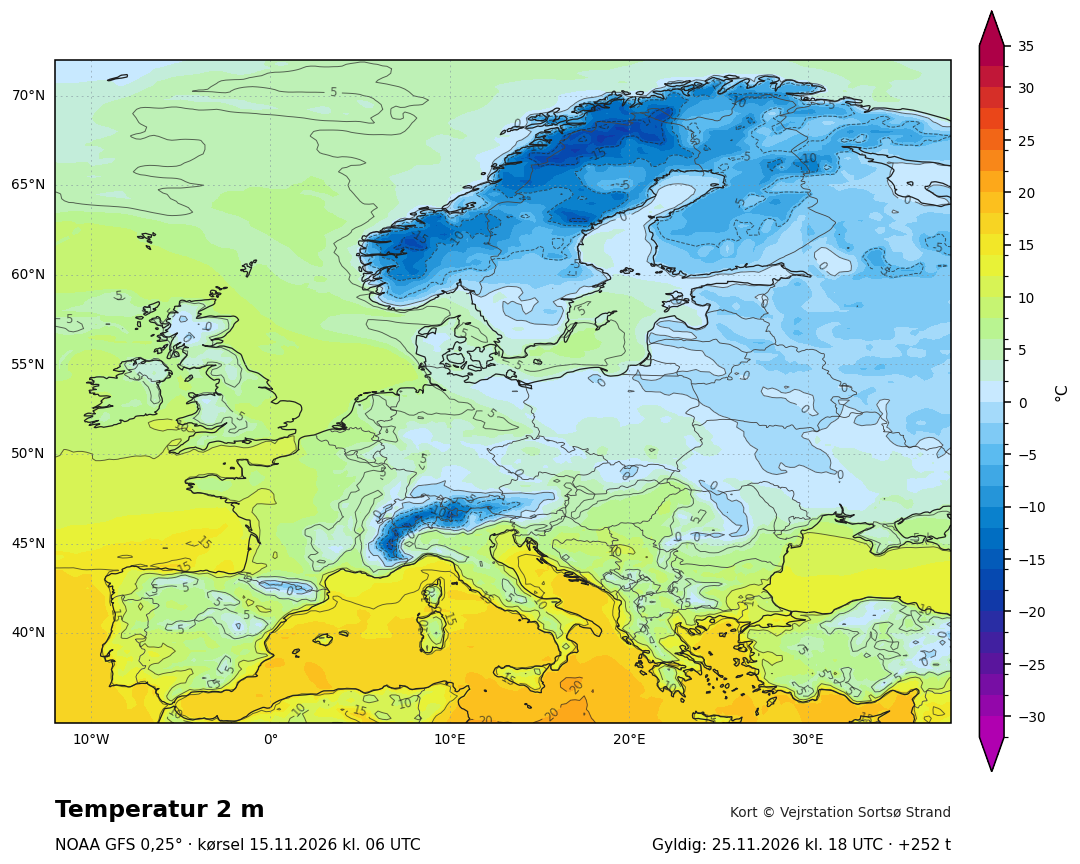 70°N
65°N
60°N
55°N
50°N
45°N
40°N
10°W
0°
10°E
20°E
30°E
35
30
25
20
15
10
5
0
−5
−10
−15
−20
−25
−30
°C
Temperatur 2 m
Kort © Vejrstation Sortsø Strand
NOAA GFS 0,25° · kørsel 15.11.2026 kl. 06 UTC
Gyldig: 25.11.2026 kl. 18 UTC · +252 t